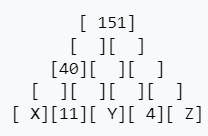 [ 151]
[  ][  ]
[40][  ][  ]
[  ][  ][  ][  ]
[ X][11][ Y][ 4][ Z]